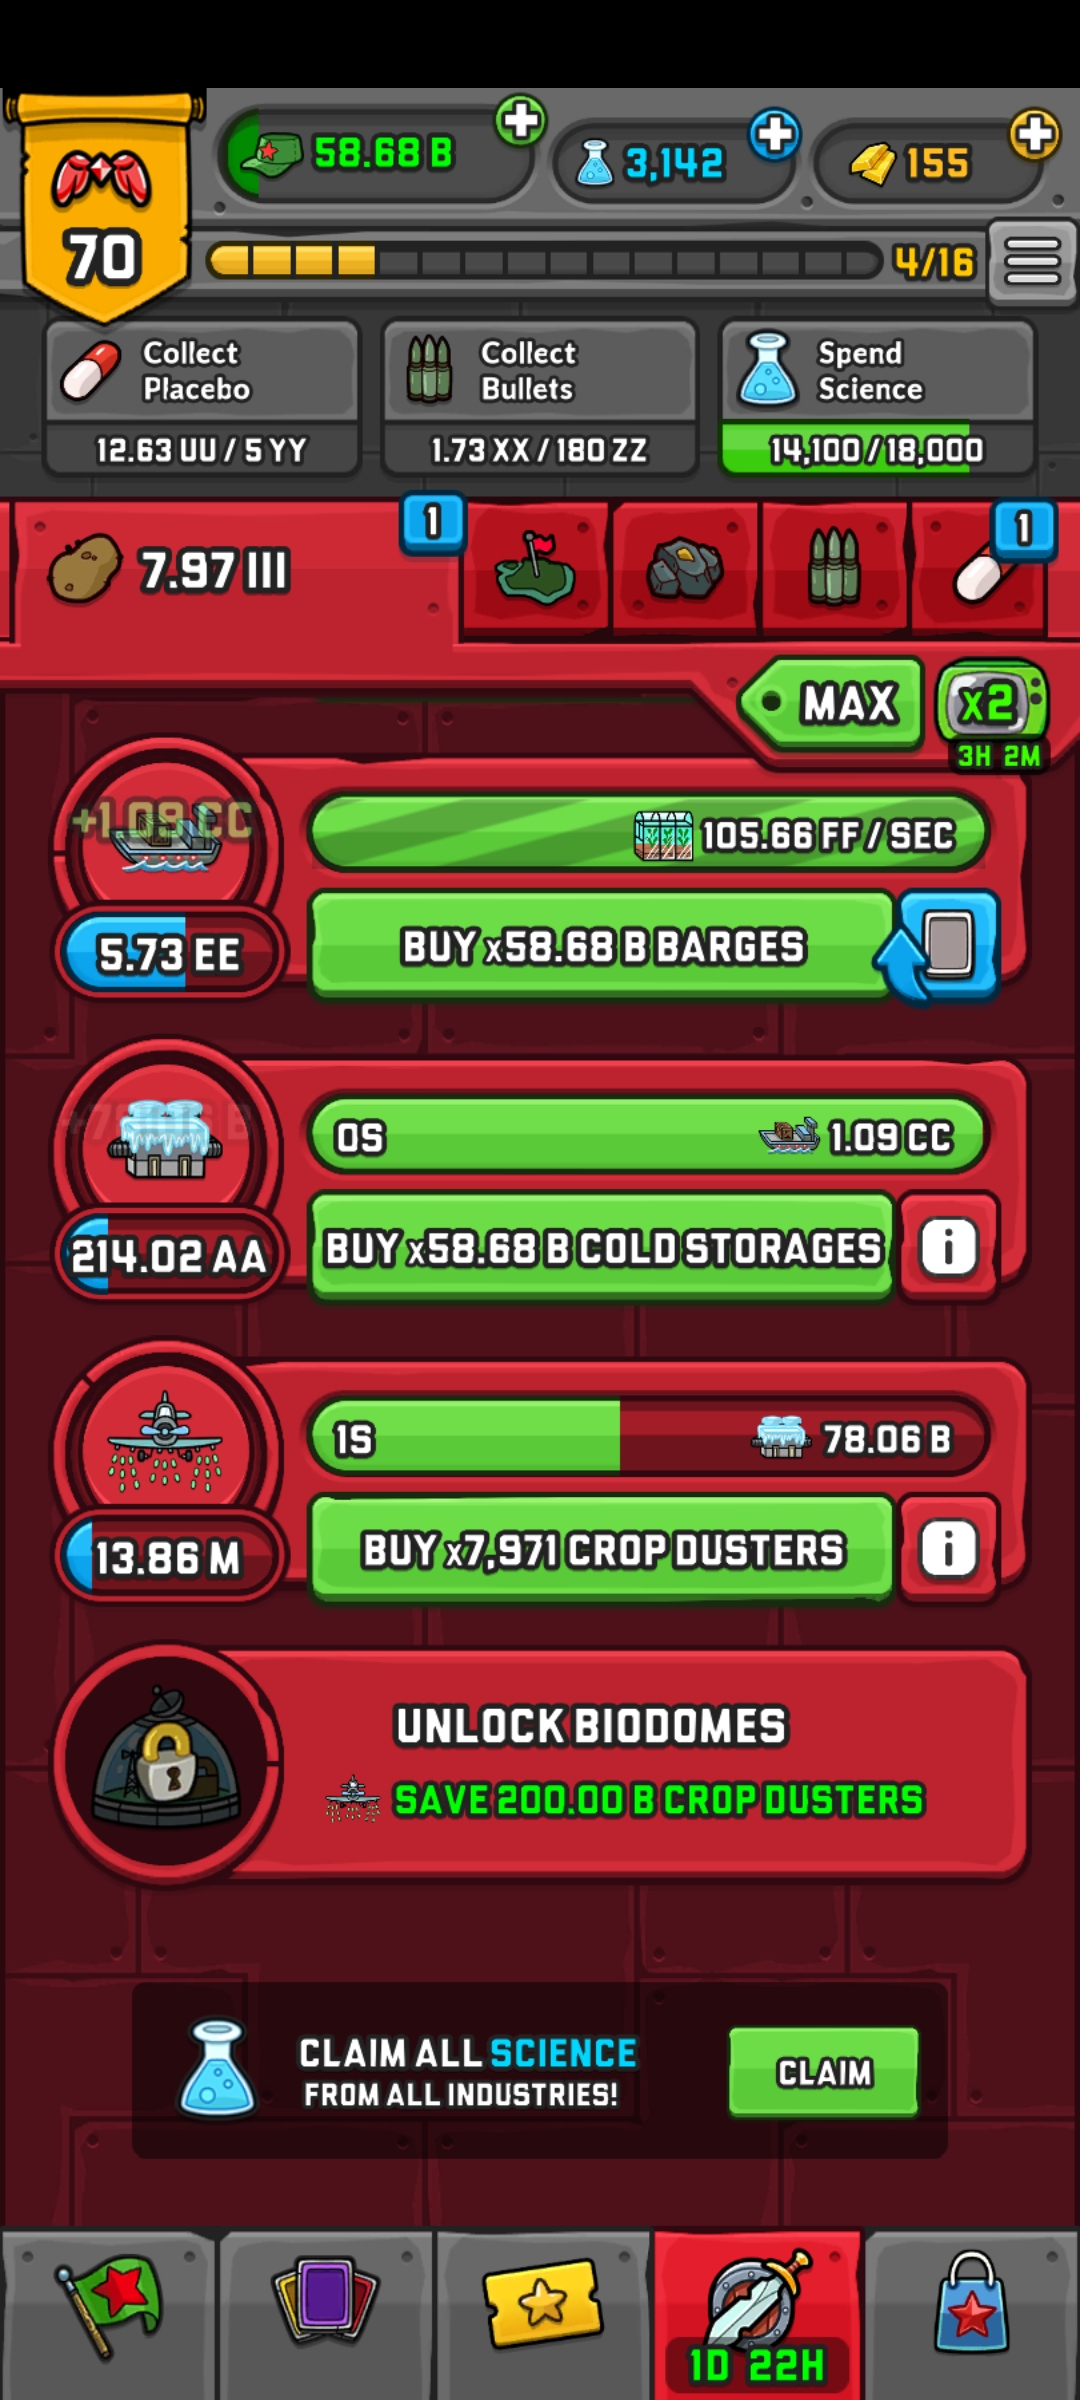 70
58.68 B
3,142
155
4/16
Collect
Placebo
12.63 UU / 5 YY
Collect
Bullets
1.73 XX / 180 ZZ
Spend
Science
14,100 / 18,000
7.97 III
1
1
MAX
x2
3H 2M
+1.09 CC
105.66 FF / SEC
5.73 EE
BUY x58.68 B BARGES
0S
1.09 CC
214.02 AA
BUY x58.68 B COLD STORAGES
i
1S
78.06 B
13.86 M
BUY x7,971 CROP DUSTERS
i
UNLOCK BIODOMES
SAVE 200.00 B CROP DUSTERS
CLAIM ALL SCIENCE
FROM ALL INDUSTRIES!
CLAIM
1D 22H